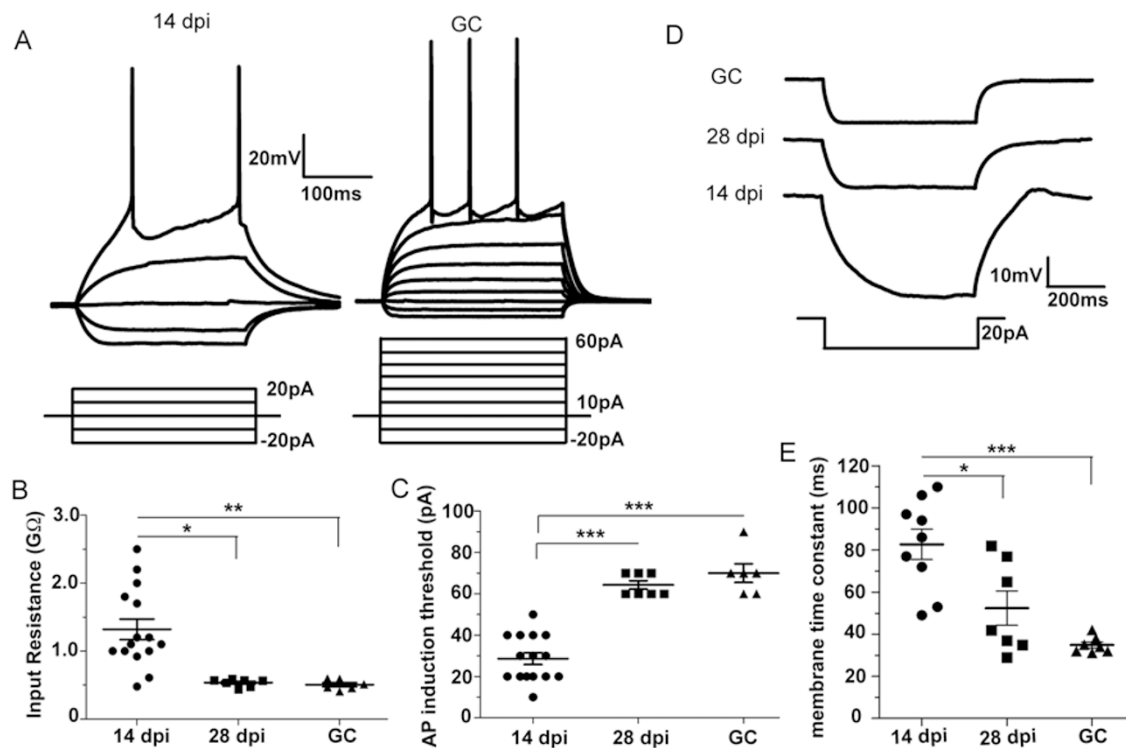 A
14 dpi
GC
20mV
100ms
20pA
-20pA
60pA
10pA
-20pA
D
GC
28 dpi
14 dpi
10mV
200ms
20pA
B
Input Resistance (GΩ)
3.0
2.0
1.0
0
*
**
14 dpi
28 dpi
GC
C
AP induction threshold (pA)
100
80
60
40
20
0
***
***
14 dpi
28 dpi
GC
E
membrane time constant (ms)
120
100
80
60
40
20
0
***
*
14 dpi
28 dpi
GC